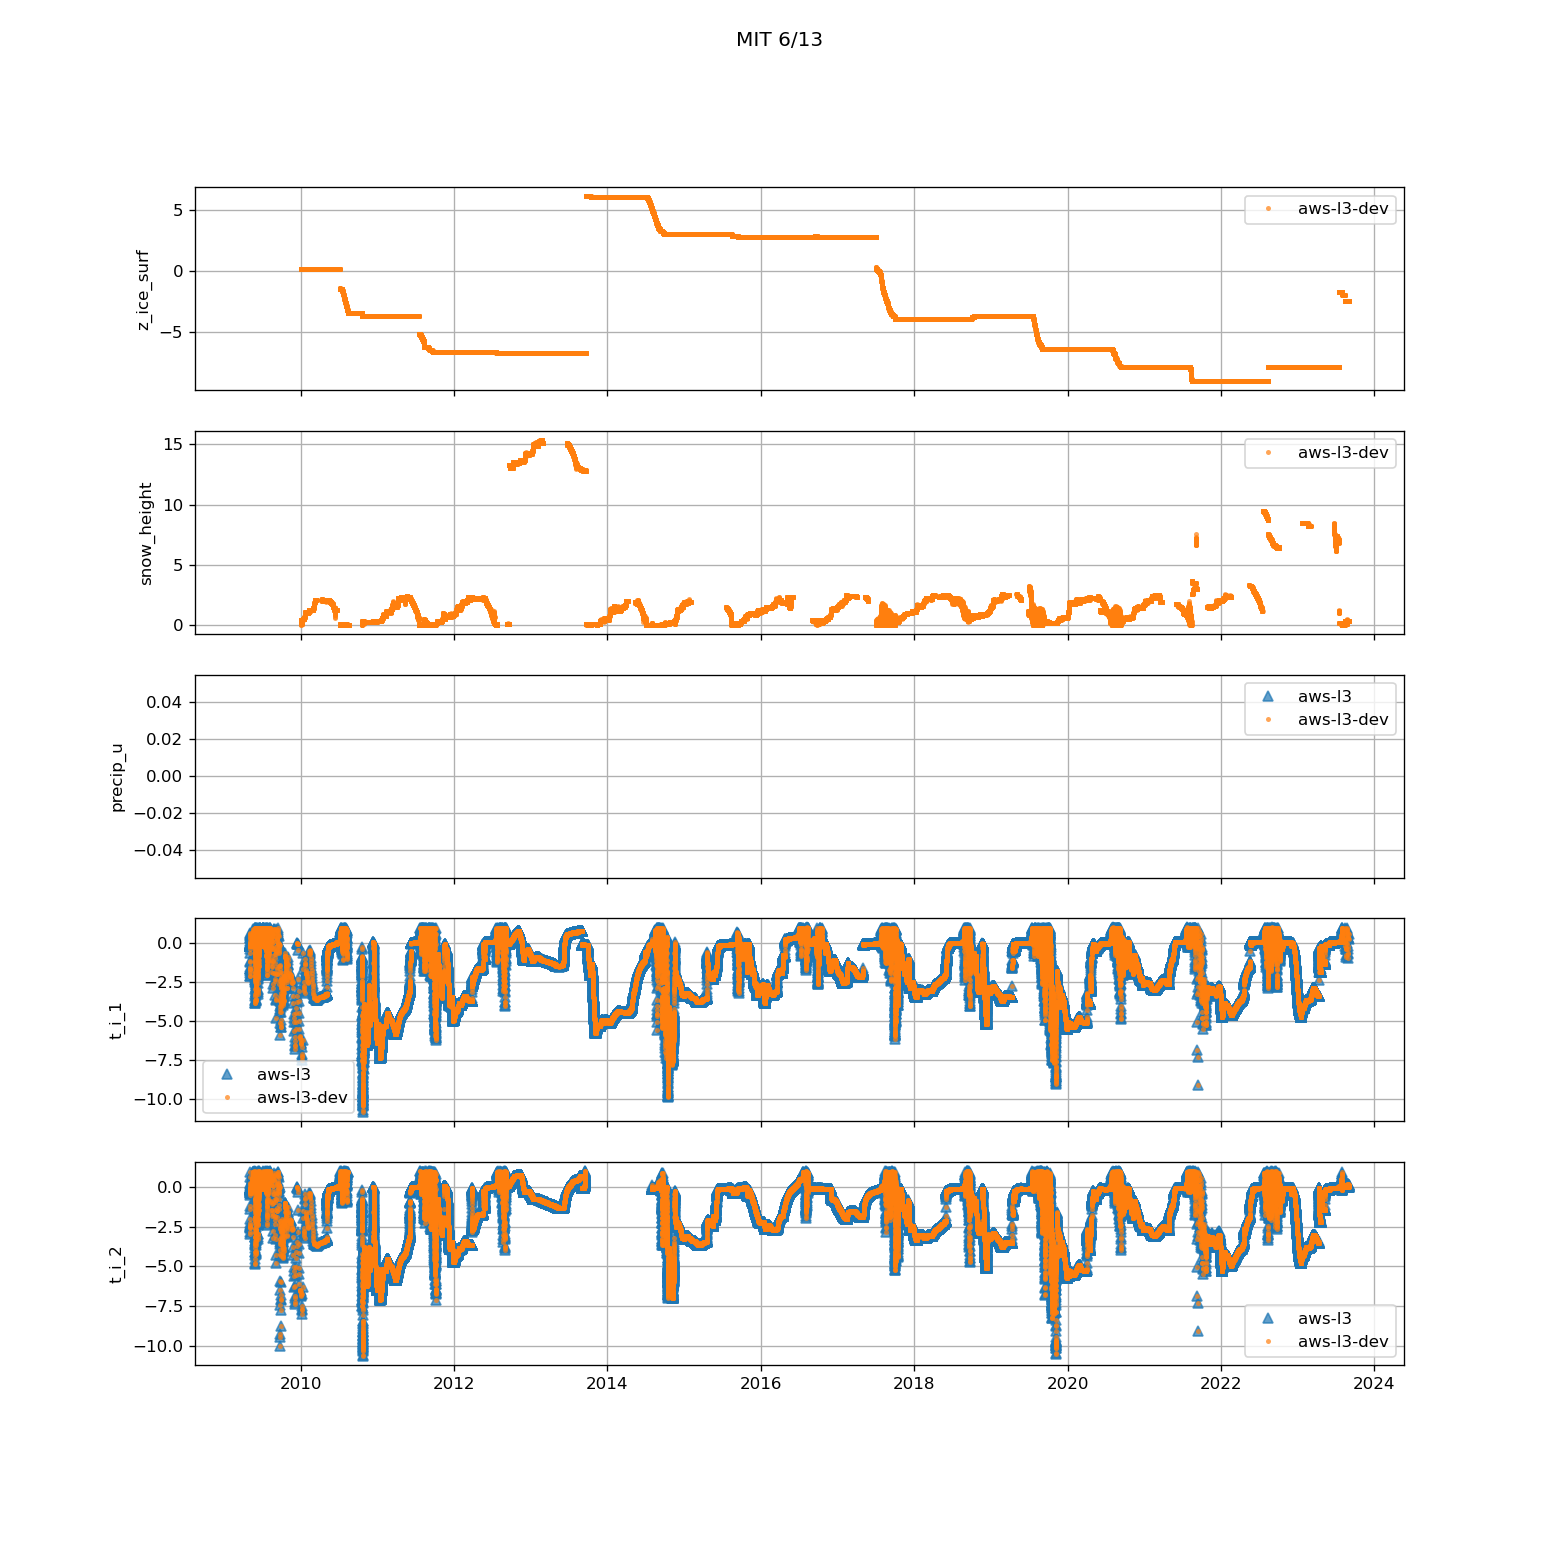 MIT 6/13
5
0
−5
z_ice_surf
aws-l3-dev
15
10
5
0
snow_height
aws-l3-dev
0.04
0.02
0.00
−0.02
−0.04
precip_u
aws-l3
aws-l3-dev
0.0
−2.5
−5.0
−7.5
−10.0
t_i_1
aws-l3
aws-l3-dev
0.0
−2.5
−5.0
−7.5
−10.0
t_i_2
aws-l3
aws-l3-dev
2010 2012 2014 2016 2018 2020 2022 2024